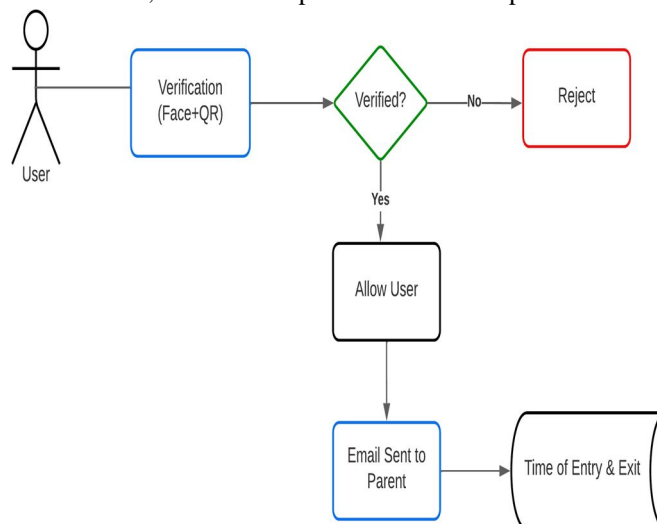 Verification
(Face+QR)
Verified?
No
Reject
User
Yes
Allow User
Email Sent to
Parent
Time of Entry & Exit